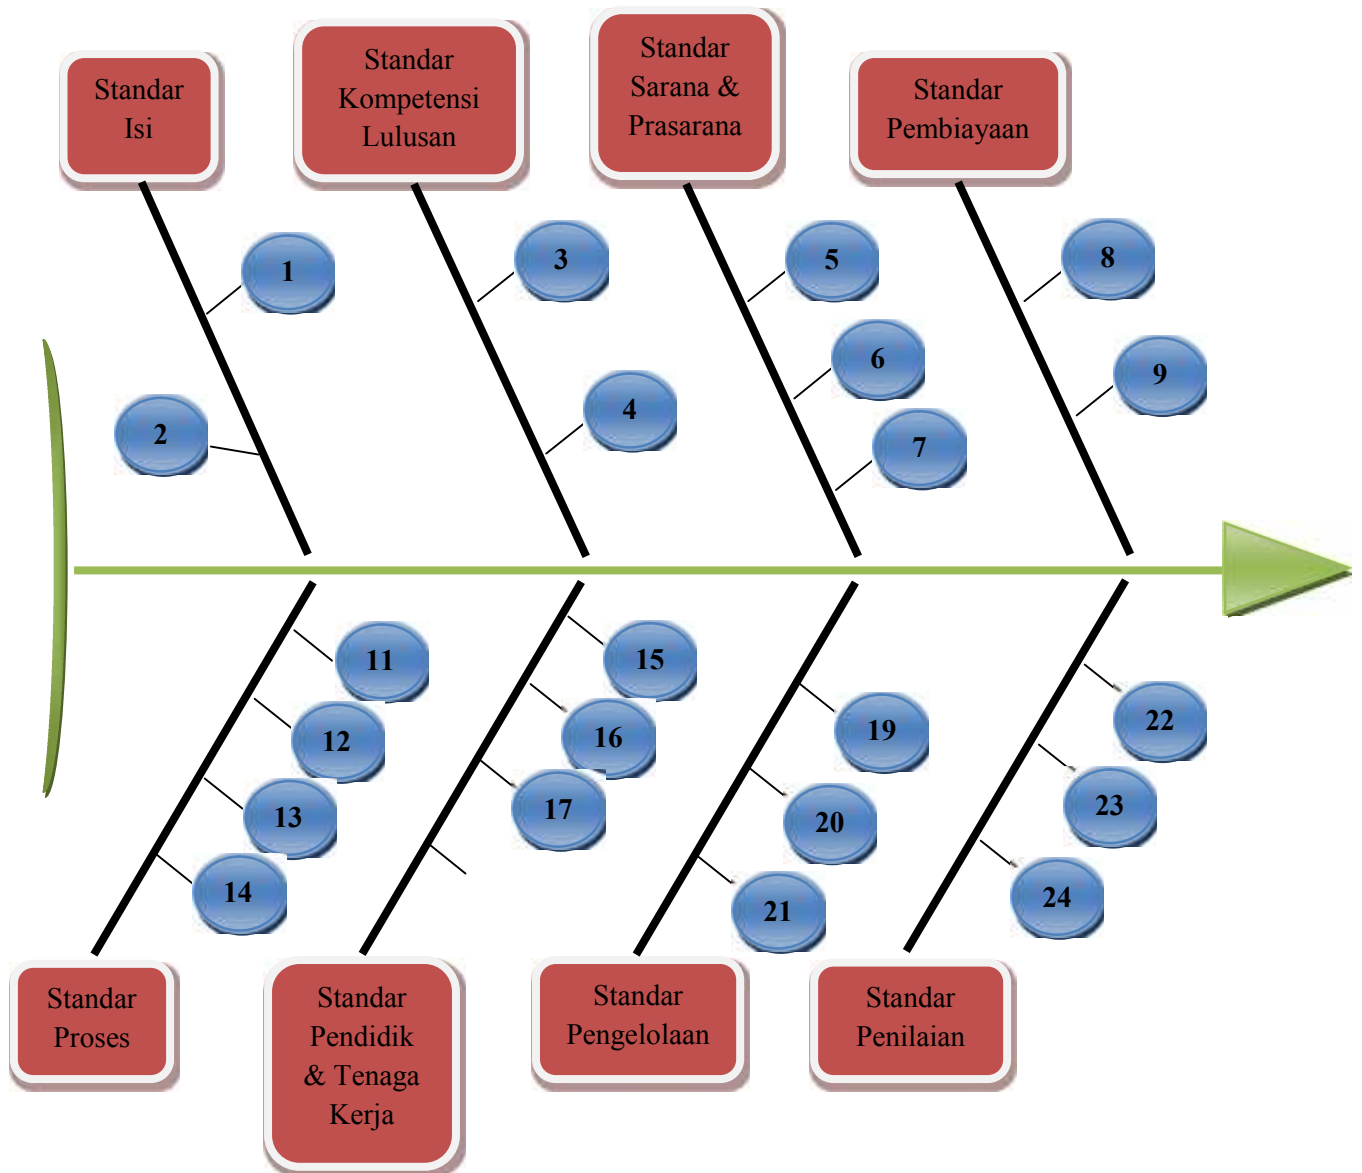 Standar
Isi
Standar
Kompetensi
Lulusan
Standar
Sarana &
Prasarana
Standar
Pembiayaan
1
2
3
4
5
6
7
8
9
11
12
13
14
15
16
17
19
20
21
22
23
24
Standar
Proses
Standar
Pendidik
& Tenaga
Kerja
Standar
Pengelolaan
Standar
Penilaian